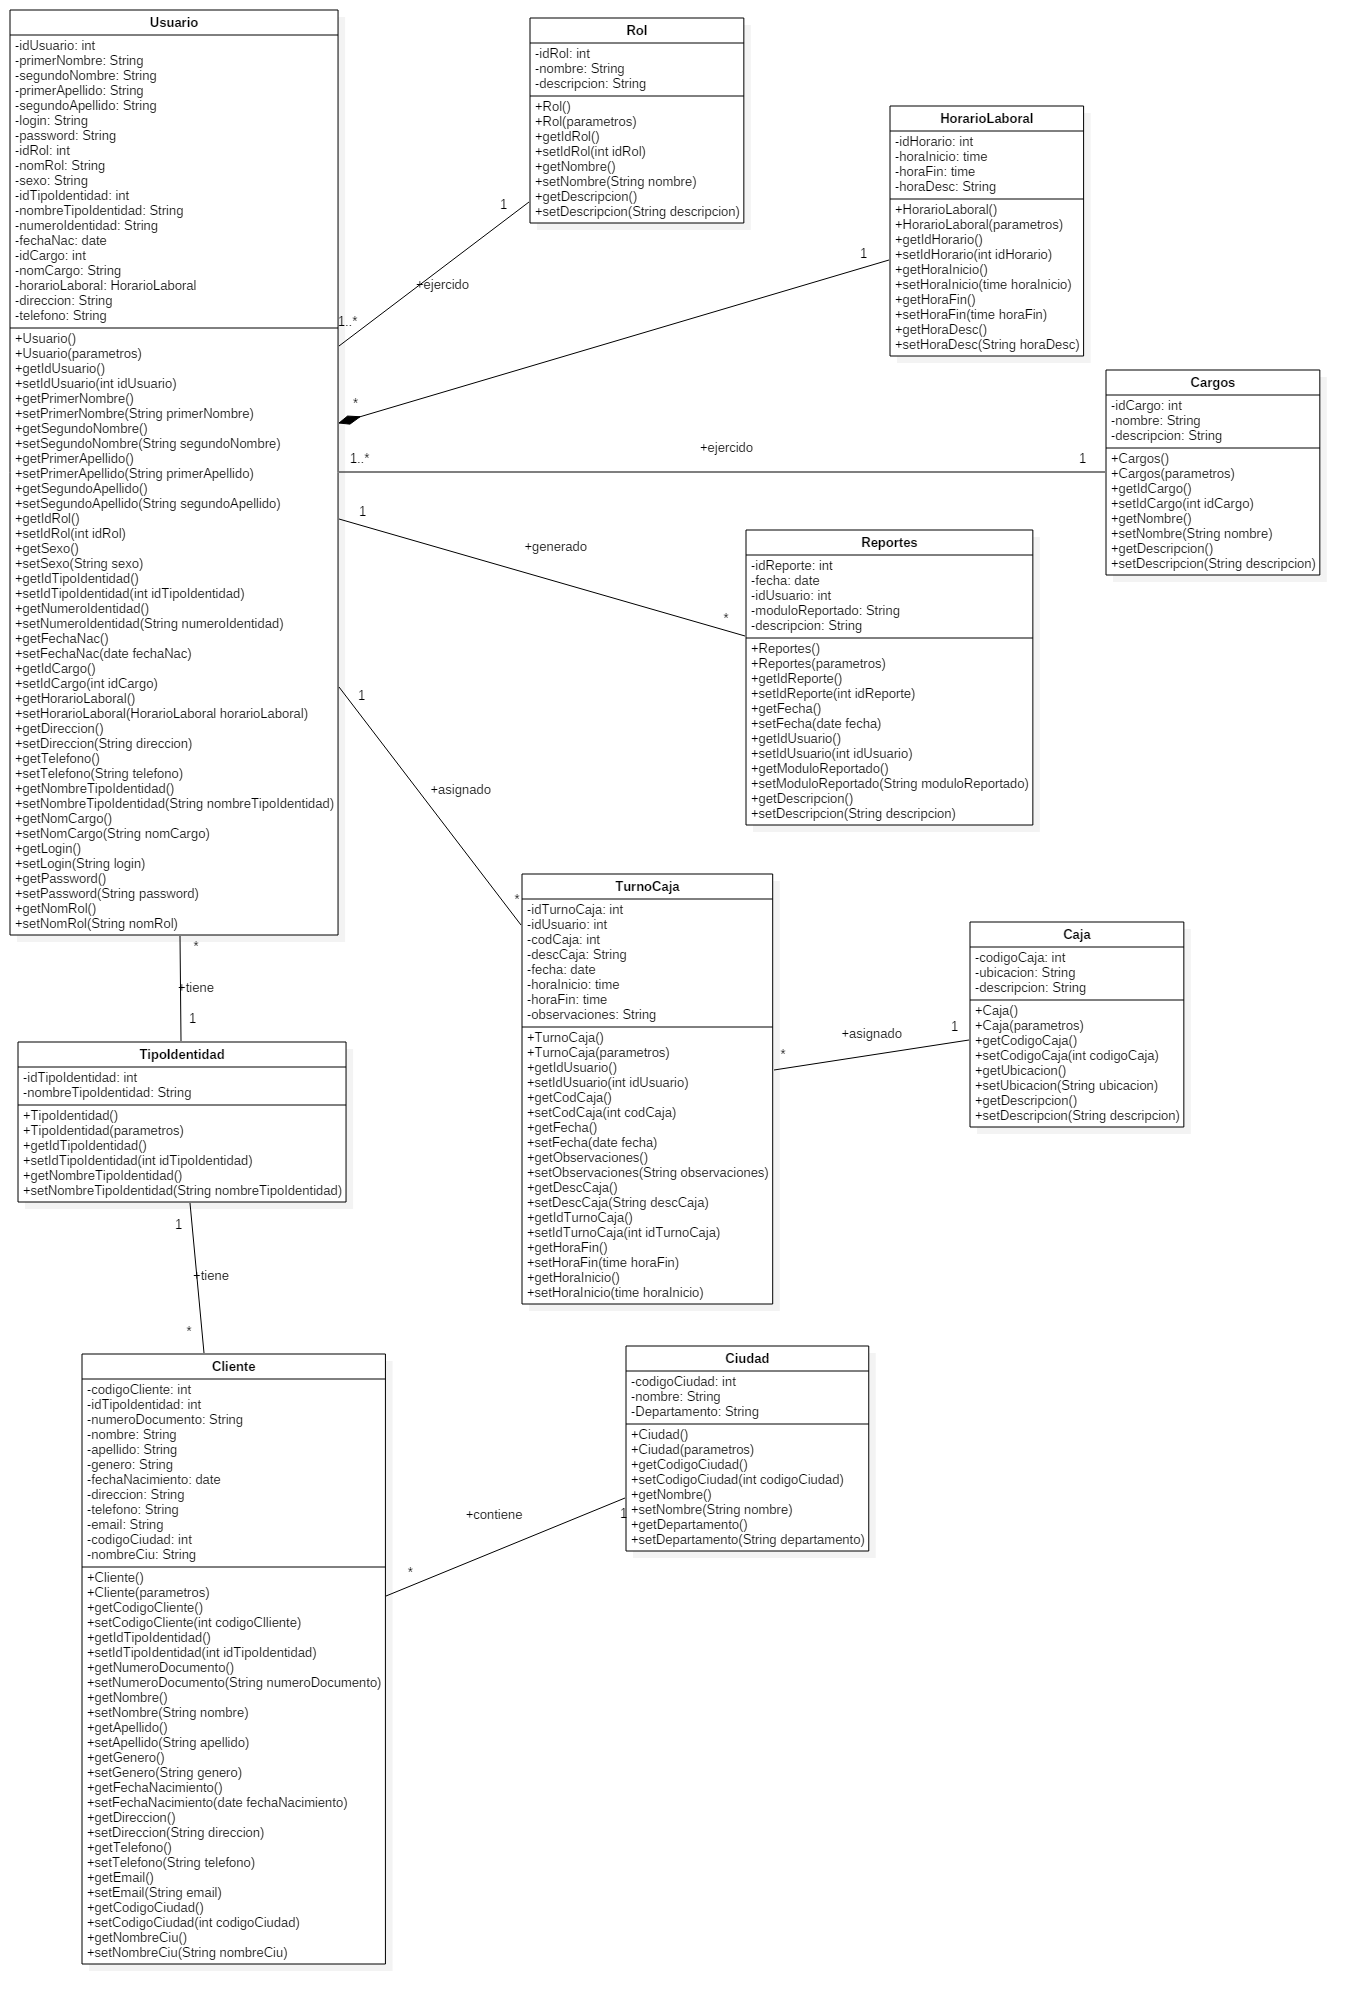 Usuario
-idUsuario: int
-primerNombre: String
-segundoNombre: String
-primerApellido: String
-segundoApellido: String
-login: String
-password: String
-idRol: int
-nomRol: String
-sexo: String
-idTipoIdentidad: int
-nombreTipoIdentidad: String
-numeroIdentidad: String
-fechaNac: date
-idCargo: int
-nomCargo: String
-horarioLaboral: HorarioLaboral
-direccion: String
-telefono: String
+Usuario()
+Usuario(parametros)
+getIdUsuario()
+setIdUsuario(int idUsuario)
+getPrimerNombre()
+setPrimerNombre(String primerNombre)
+getSegundoNombre()
+setSegundoNombre(String segundoNombre)
+getPrimerApellido()
+setPrimerApellido(String primerApellido)
+getSegundoApellido()
+setSegundoApellido(String segundoApellido)
+getIdRol()
+setIdRol(int idRol)
+getSexo()
+setSexo(String sexo)
+getIdTipoIdentidad()
+setIdTipoIdentidad(int idTipoIdentidad)
+getNumeroIdentidad()
+setNumeroIdentidad(String numeroIdentidad)
+getFechaNac()
+setFechaNac(date fechaNac)
+getIdCargo()
+setIdCargo(int idCargo)
+getHorarioLaboral()
+setHorarioLaboral(HorarioLaboral horarioLaboral)
+getDireccion()
+setDireccion(String direccion)
+getTelefono()
+setTelefono(String telefono)
+getNombreTipoIdentidad()
+setNombreTipoIdentidad(String nombreTipoIdentidad)
+getNomCargo()
+setNomCargo(String nomCargo)
+getLogin()
+setLogin(String login)
+getPassword()
+setPassword(String password)
+getNomRol()
+setNomRol(String nomRol)
Rol
-idRol: int
-nombre: String
-descripcion: String
+Rol()
+Rol(parametros)
+getIdRol()
+setIdRol(int idRol)
+getNombre()
+setNombre(String nombre)
+getDescripcion()
+setDescripcion(String descripcion)
1
+ejercido
1..*
HorarioLaboral
-idHorario: int
-horaInicio: time
-horaFin: time
-horaDesc: String
+HorarioLaboral()
+HorarioLaboral(parametros)
+getIdHorario()
+setIdHorario(int idHorario)
+getHoraInicio()
+setHoraInicio(time horaInicio)
+getHoraFin()
+setHoraFin(time horaFin)
+getHoraDesc()
+setHoraDesc(String horaDesc)
1
*
Cargos
-idCargo: int
-nombre: String
-descripcion: String
+Cargos()
+Cargos(parametros)
+getIdCargo()
+setIdCargo(int idCargo)
+getNombre()
+setNombre(String nombre)
+getDescripcion()
+setDescripcion(String descripcion)
+ejercido
1..*
1
1
+generado
*
Reportes
-idReporte: int
-fecha: date
-idUsuario: int
-moduloReportado: String
-descripcion: String
+Reportes()
+Reportes(parametros)
+getIdReporte()
+setIdReporte(int idReporte)
+getFecha()
+setFecha(date fecha)
+getIdUsuario()
+setIdUsuario(int idUsuario)
+getModuloReportado()
+setModuloReportado(String moduloReportado)
+getDescripcion()
+setDescripcion(String descripcion)
1
+asignado
*
TurnoCaja
-idTurnoCaja: int
-idUsuario: int
-codCaja: int
-descCaja: String
-fecha: date
-horaInicio: time
-horaFin: time
-observaciones: String
+TurnoCaja()
+TurnoCaja(parametros)
+getIdUsuario()
+setIdUsuario(int idUsuario)
+getCodCaja()
+setCodCaja(int codCaja)
+getFecha()
+setFecha(date fecha)
+getObservaciones()
+setObservaciones(String observaciones)
+getDescCaja()
+setDescCaja(String descCaja)
+getIdTurnoCaja()
+setIdTurnoCaja(int idTurnoCaja)
+getHoraFin()
+setHoraFin(time horaFin)
+getHoraInicio()
+setHoraInicio(time horaInicio)
Caja
-codigoCaja: int
-ubicacion: String
-descripcion: String
+Caja()
+Caja(parametros)
+getCodigoCaja()
+setCodigoCaja(int codigoCaja)
+getUbicacion()
+setUbicacion(String ubicacion)
+getDescripcion()
+setDescripcion(String descripcion)
1
+asignado
*
*
+tiene
1
TipoIdentidad
-idTipoIdentidad: int
-nombreTipoIdentidad: String
+TipoIdentidad()
+TipoIdentidad(parametros)
+getIdTipoIdentidad()
+setIdTipoIdentidad(int idTipoIdentidad)
+getNombreTipoIdentidad()
+setNombreTipoIdentidad(String nombreTipoIdentidad)
1
+tiene
*
Cliente
-codigoCliente: int
-idTipoIdentidad: int
-numeroDocumento: String
-nombre: String
-apellido: String
-genero: String
-fechaNacimiento: date
-direccion: String
-telefono: String
-email: String
-codigoCiudad: int
-nombreCiu: String
+Cliente()
+Cliente(parametros)
+getCodigoCliente()
+setCodigoCliente(int codigoClliente)
+getIdTipoIdentidad()
+setIdTipoIdentidad(int idTipoIdentidad)
+getNumeroDocumento()
+setNumeroDocumento(String numeroDocumento)
+getNombre()
+setNombre(String nombre)
+getApellido()
+setApellido(String apellido)
+getGenero()
+setGenero(String genero)
+getFechaNacimiento()
+setFechaNacimiento(date fechaNacimiento)
+getDireccion()
+setDireccion(String direccion)
+getTelefono()
+setTelefono(String telefono)
+getEmail()
+setEmail(String email)
+getCodigoCiudad()
+setCodigoCiudad(int codigoCiudad)
+getNombreCiu()
+setNombreCiu(String nombreCiu)
Ciudad
-codigoCiudad: int
-nombre: String
-Departamento: String
+Ciudad()
+Ciudad(parametros)
+getCodigoCiudad()
+setCodigoCiudad(int codigoCiudad)
+getNombre()
+setNombre(String nombre)
+getDepartamento()
+setDepartamento(String departamento)
+contiene
1
*